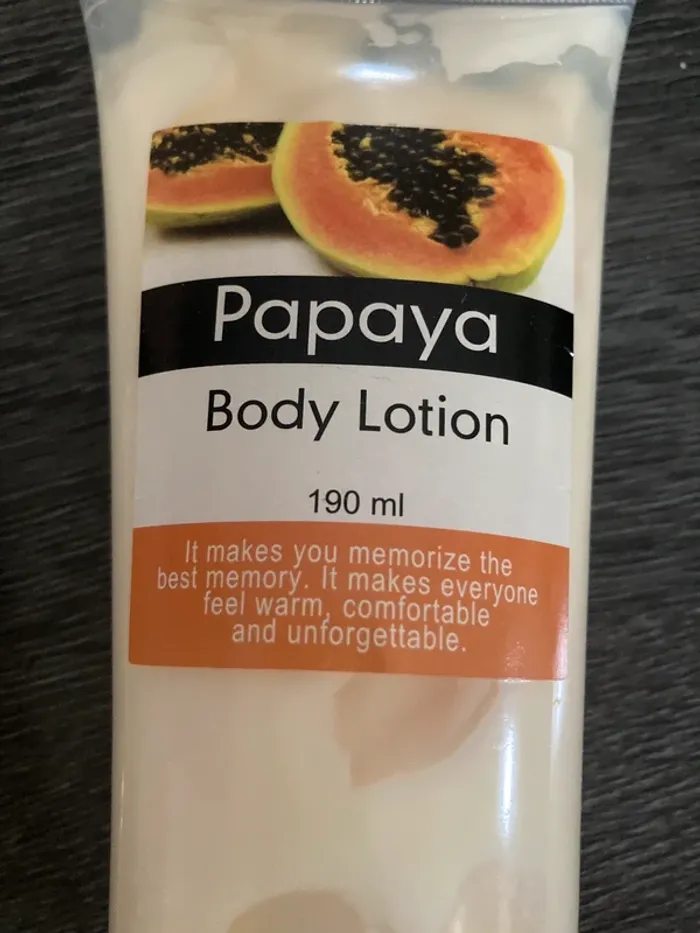 Papaya
Body Lotion
190 ml
It makes you memorize the
best memory. It makes everyone
feel warm, comfortable
and unforgettable.